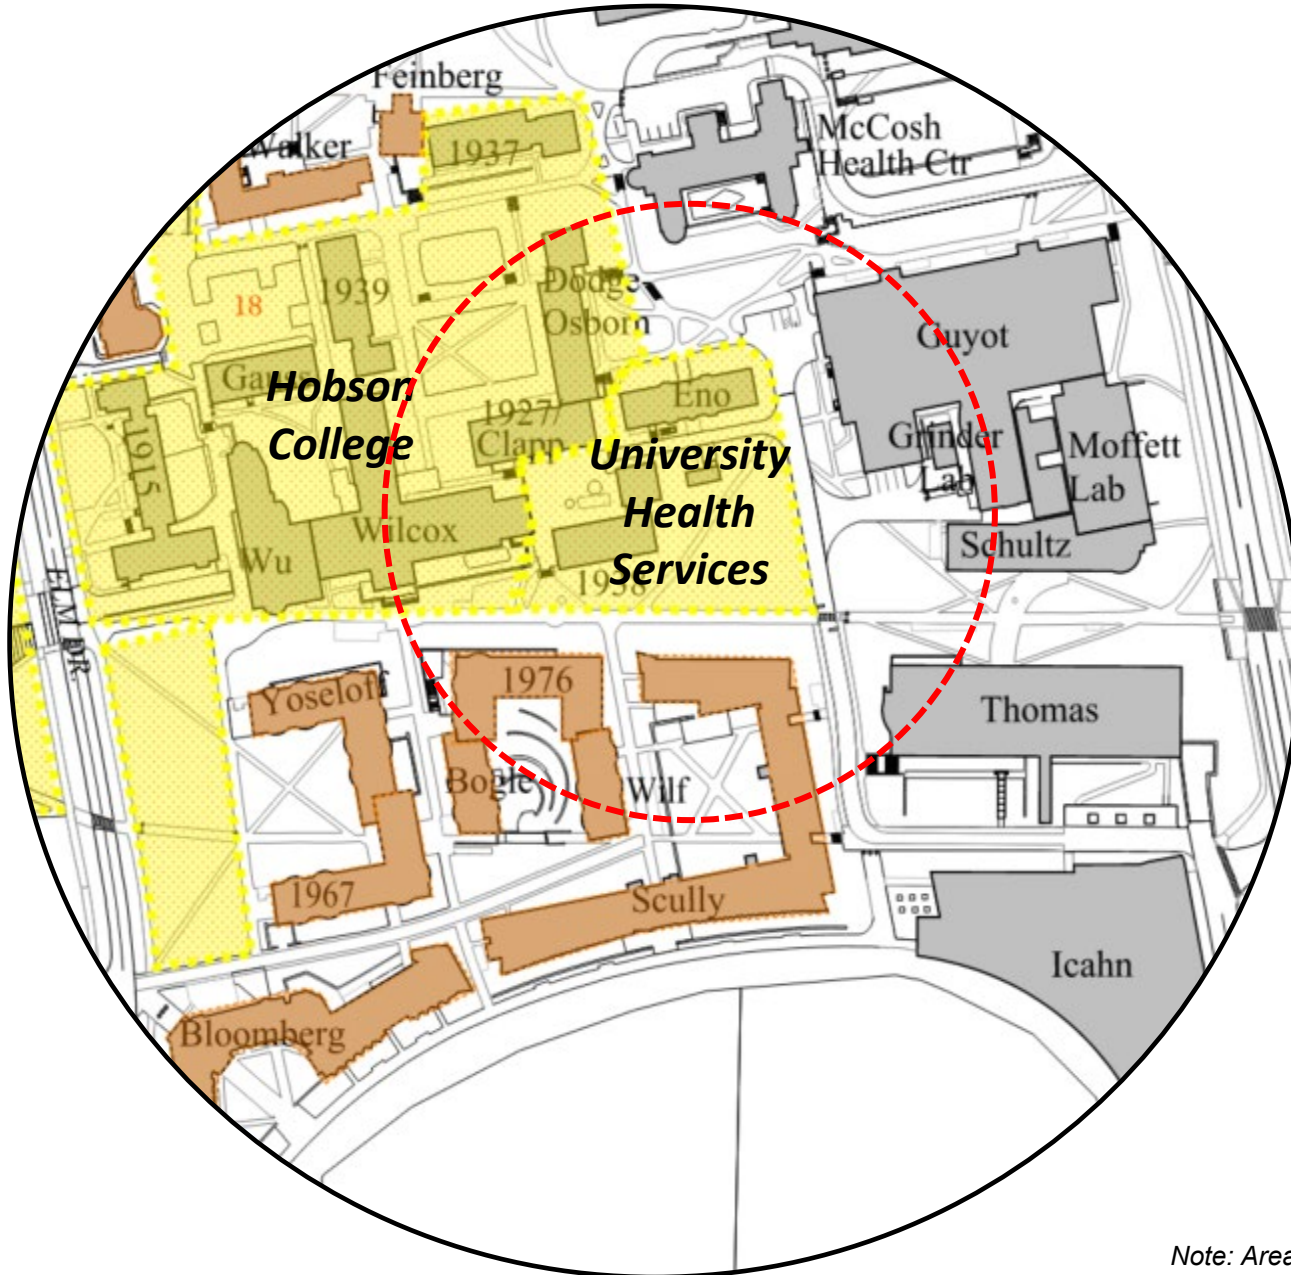 Feinberg
Walker
1937
McCosh
Health Ctr
18
1939
Dodge
Osborn
Guyot
Gauss
Hobson
College
Eno
1927/
Clapp
University
Health
Services
1915
Grinder
Lab
Moffett
Lab
Wilcox
Wu
Schultz
1938
ELM DR.
Yoseloff
1976
Thomas
Bogle
Wilf
1967
Scully
Icahn
Bloomberg
Note: Area